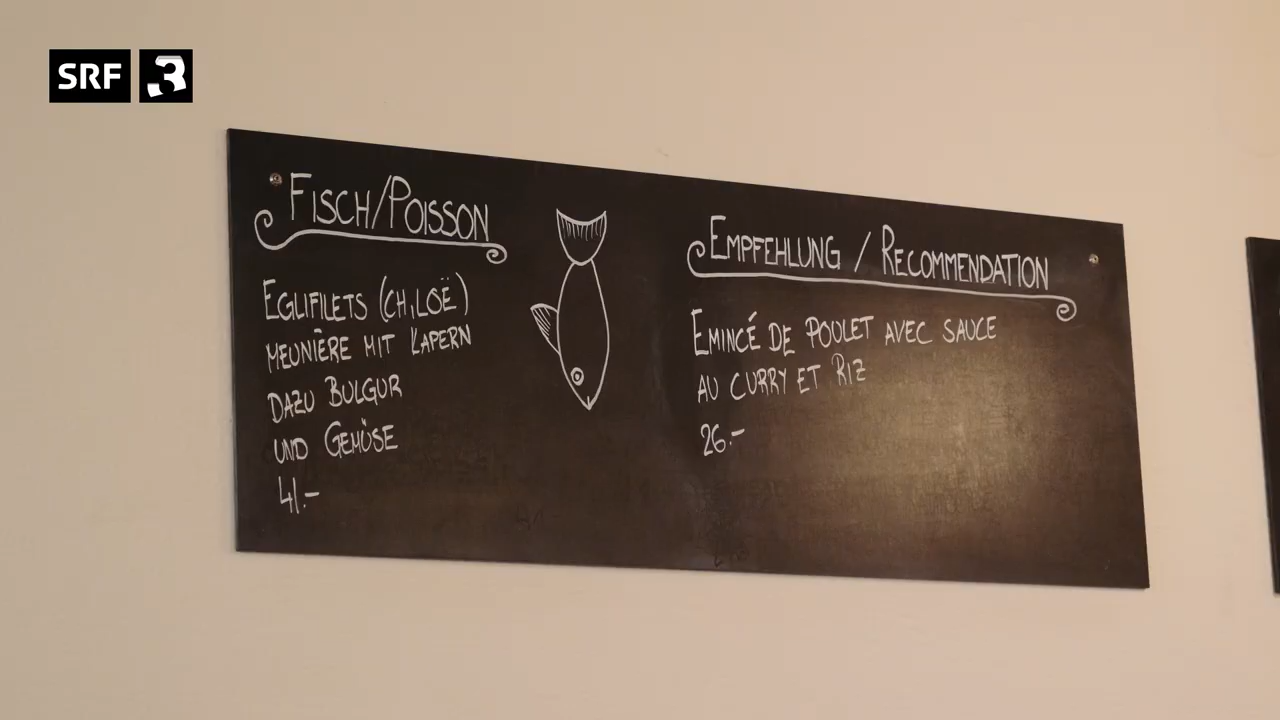 SRF 3
FISCH/POISSON
EGLIFILETS (CH, LOË)
MEUNIÈRE MIT KAPERN
DAZU BULGUR
UND GEMÜSE
41.-
EMPFEHLUNG / RECOMMENDATION
EMINCÉ DE POULET AVEC SAUCE
AU CURRY ET RIZ
26.-